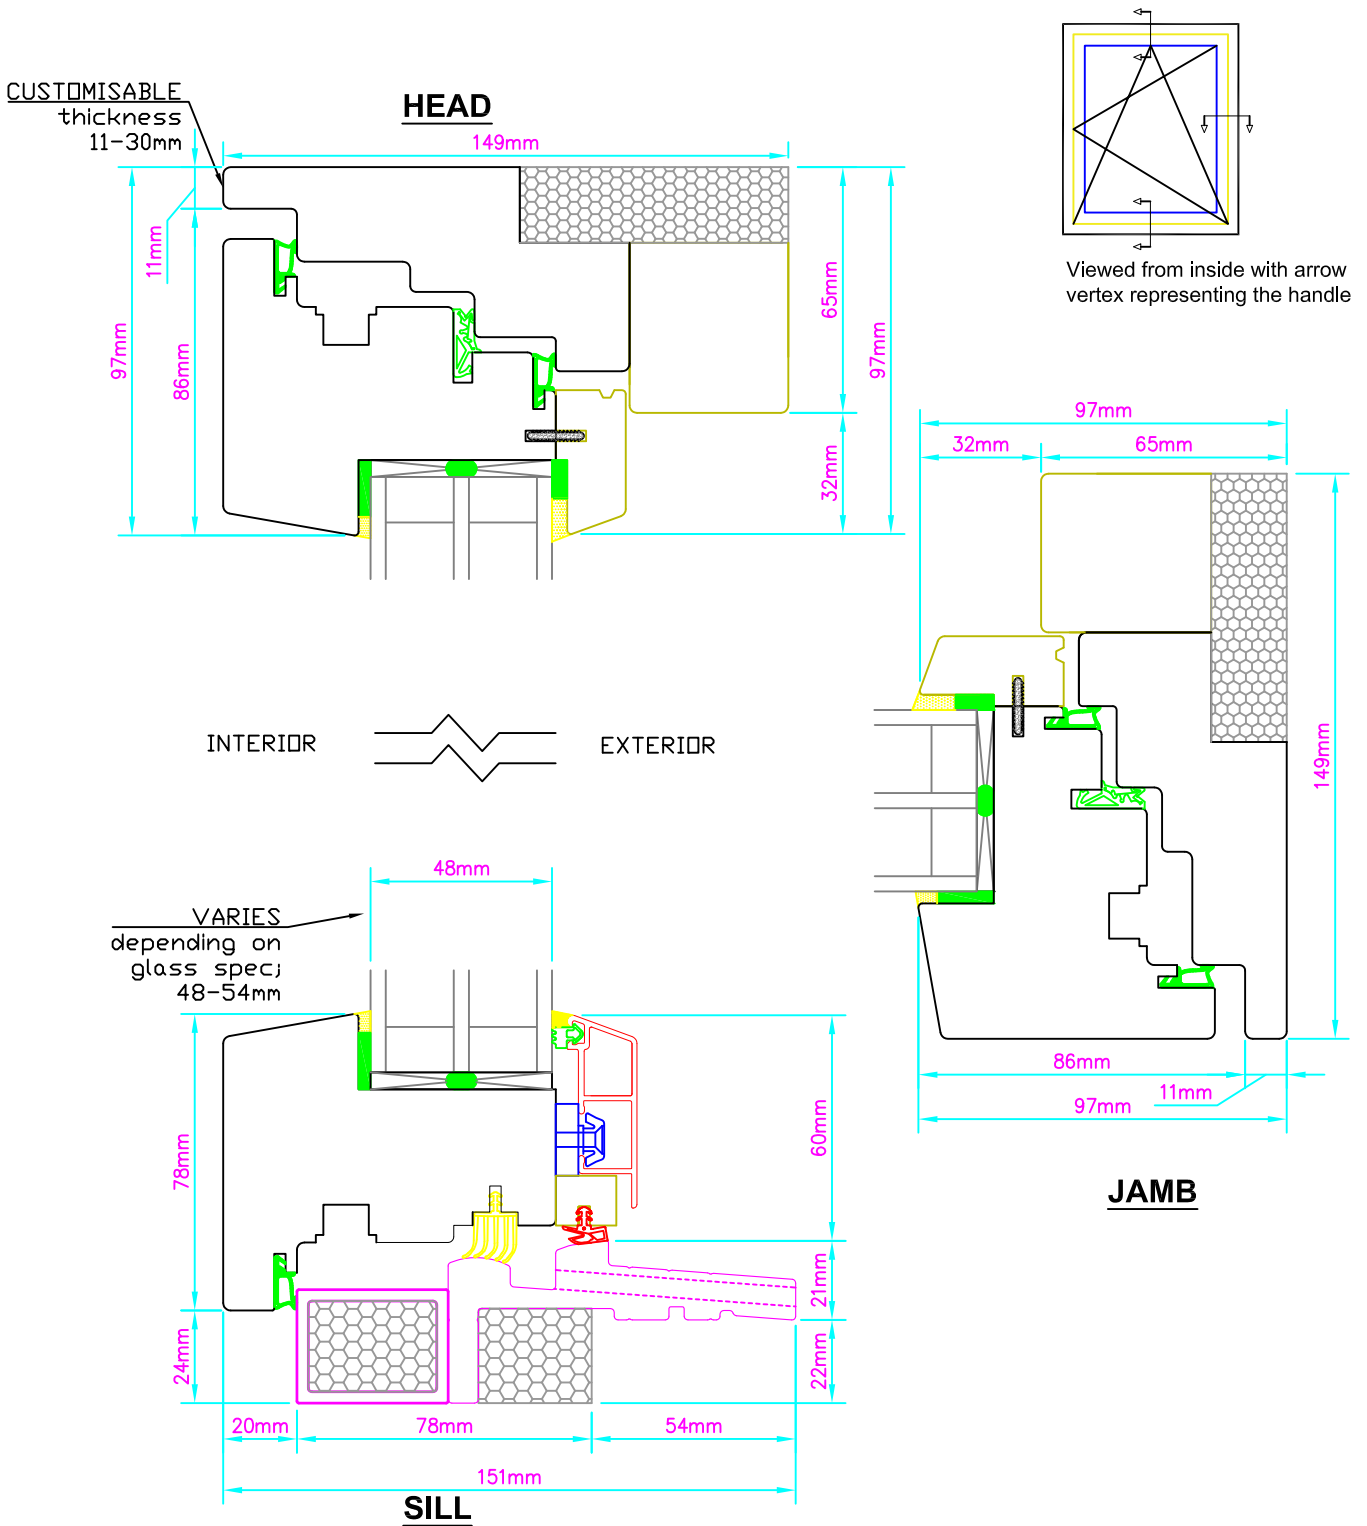 CUSTOMISABLE
thickness
11-30mm
HEAD
149mm
11mm
97mm
86mm
65mm
97mm
32mm
Viewed from inside with arrow
vertex representing the handle
97mm
32mm
65mm
149mm
86mm
11mm
97mm
JAMB
INTERIOR
EXTERIOR
48mm
VARIES
depending on
glass spec;
48-54mm
78mm
60mm
21mm
24mm
22mm
20mm
78mm
54mm
151mm
SILL